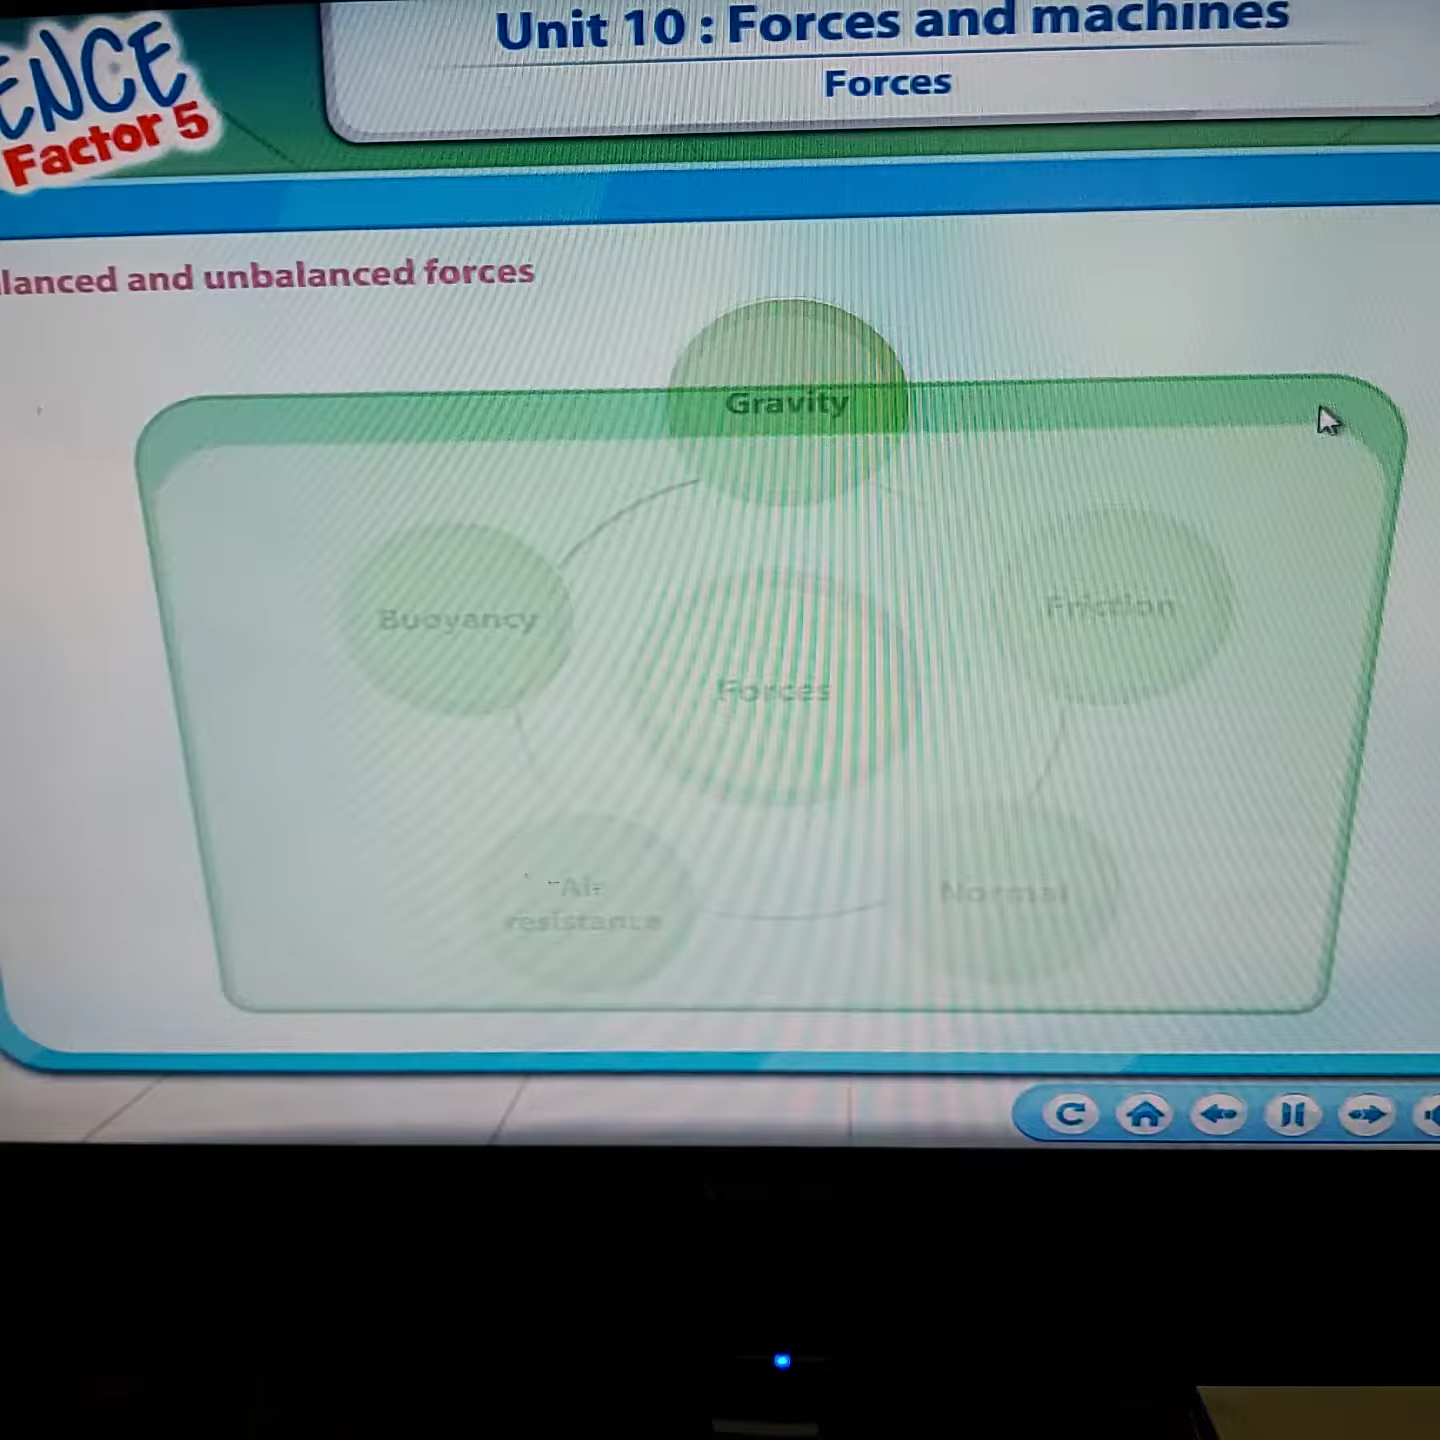 ENCE
Factor 5
Unit 10 : Forces and machines
Forces
lanced and unbalanced forces
Gravity
Buoyancy
Friction
Forces
Air
resistance
Normal